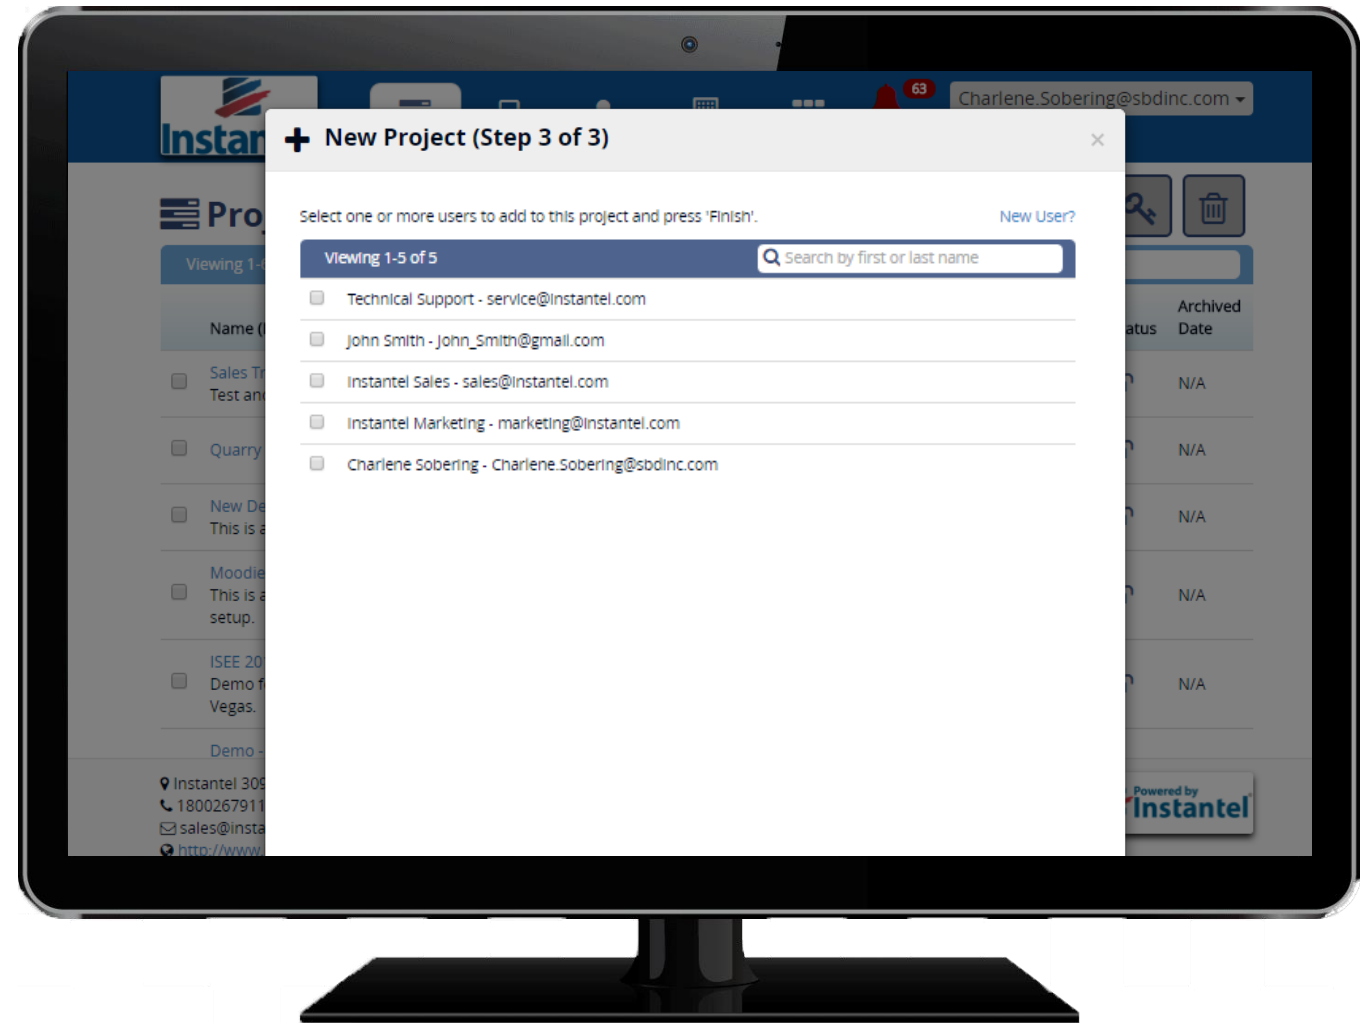 63
Charlene.Sobering@sbdinc.com
Instan
New Project (Step 3 of 3)
×
Select one or more users to add to this project and press 'Finish'.
New User?
Viewing 1-5 of 5
Search by first or last name
Technical Support - service@instantel.com
John Smith - John_Smith@gmail.com
Instantel Sales - sales@instantel.com
Instantel Marketing - marketing@instantel.com
Charlene Sobering - Charlene.Sobering@sbdinc.com
Pro
Viewing 1-6
Name (
atus
Archived
Date
Sales Tr
Test and
N/A
Quarry
N/A
New De
This is a
N/A
Moodie
This is a
setup.
N/A
ISEE 20
Demo f
Vegas.
N/A
Demo -
Instantel 309
1800267911
sales@insta
http://www.
Powered by
Instantel